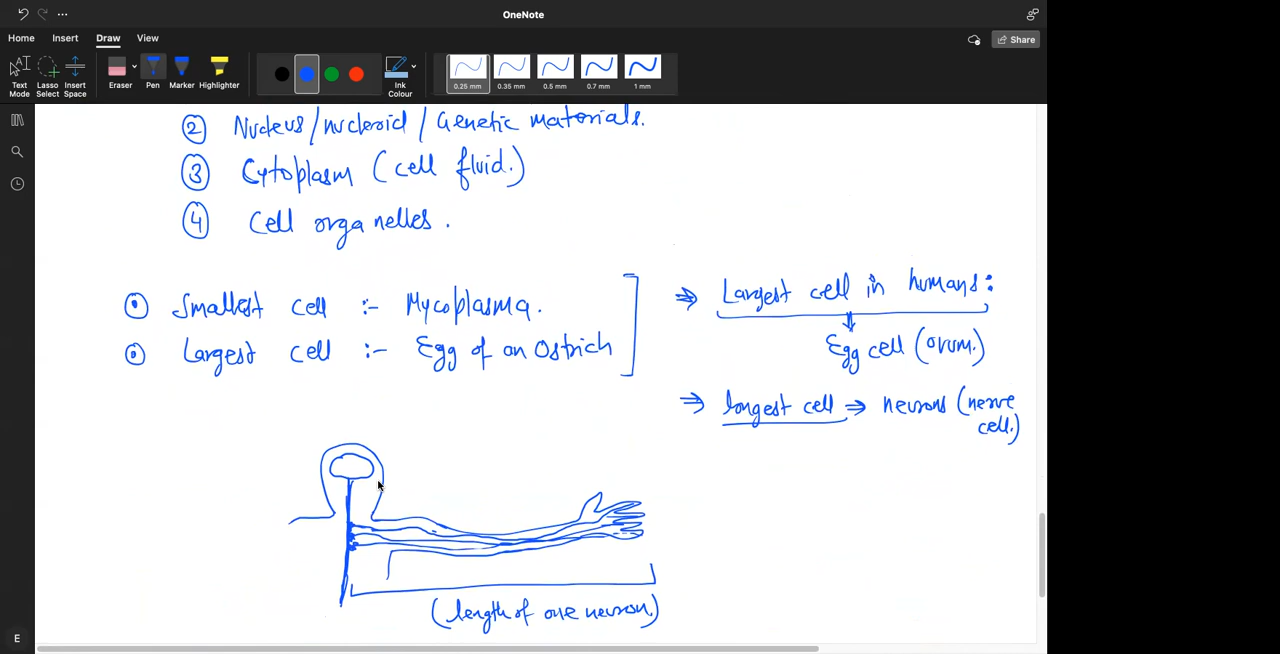 OneNote
Home Insert Draw View
Share
Text Mode
Lasso Select
Insert Space
Eraser
Pen
Marker
Highlighter
Ink Colour
0.25 mm
0.35 mm
0.5 mm
0.7 mm
1 mm
② Nucleus/nucleoid/Genetic materials.
③ Cytoplasm (cell fluid.)
④ Cell organelles.
Smallest cell :- Mycoplasma.
Largest cell :- Egg of an Ostrich
⇒ Largest cell in humans:
↓
Egg cell (ovum.)
⇒ longest cell ⇒ neurons (nerve
cell.)
(length of one neuron)
E